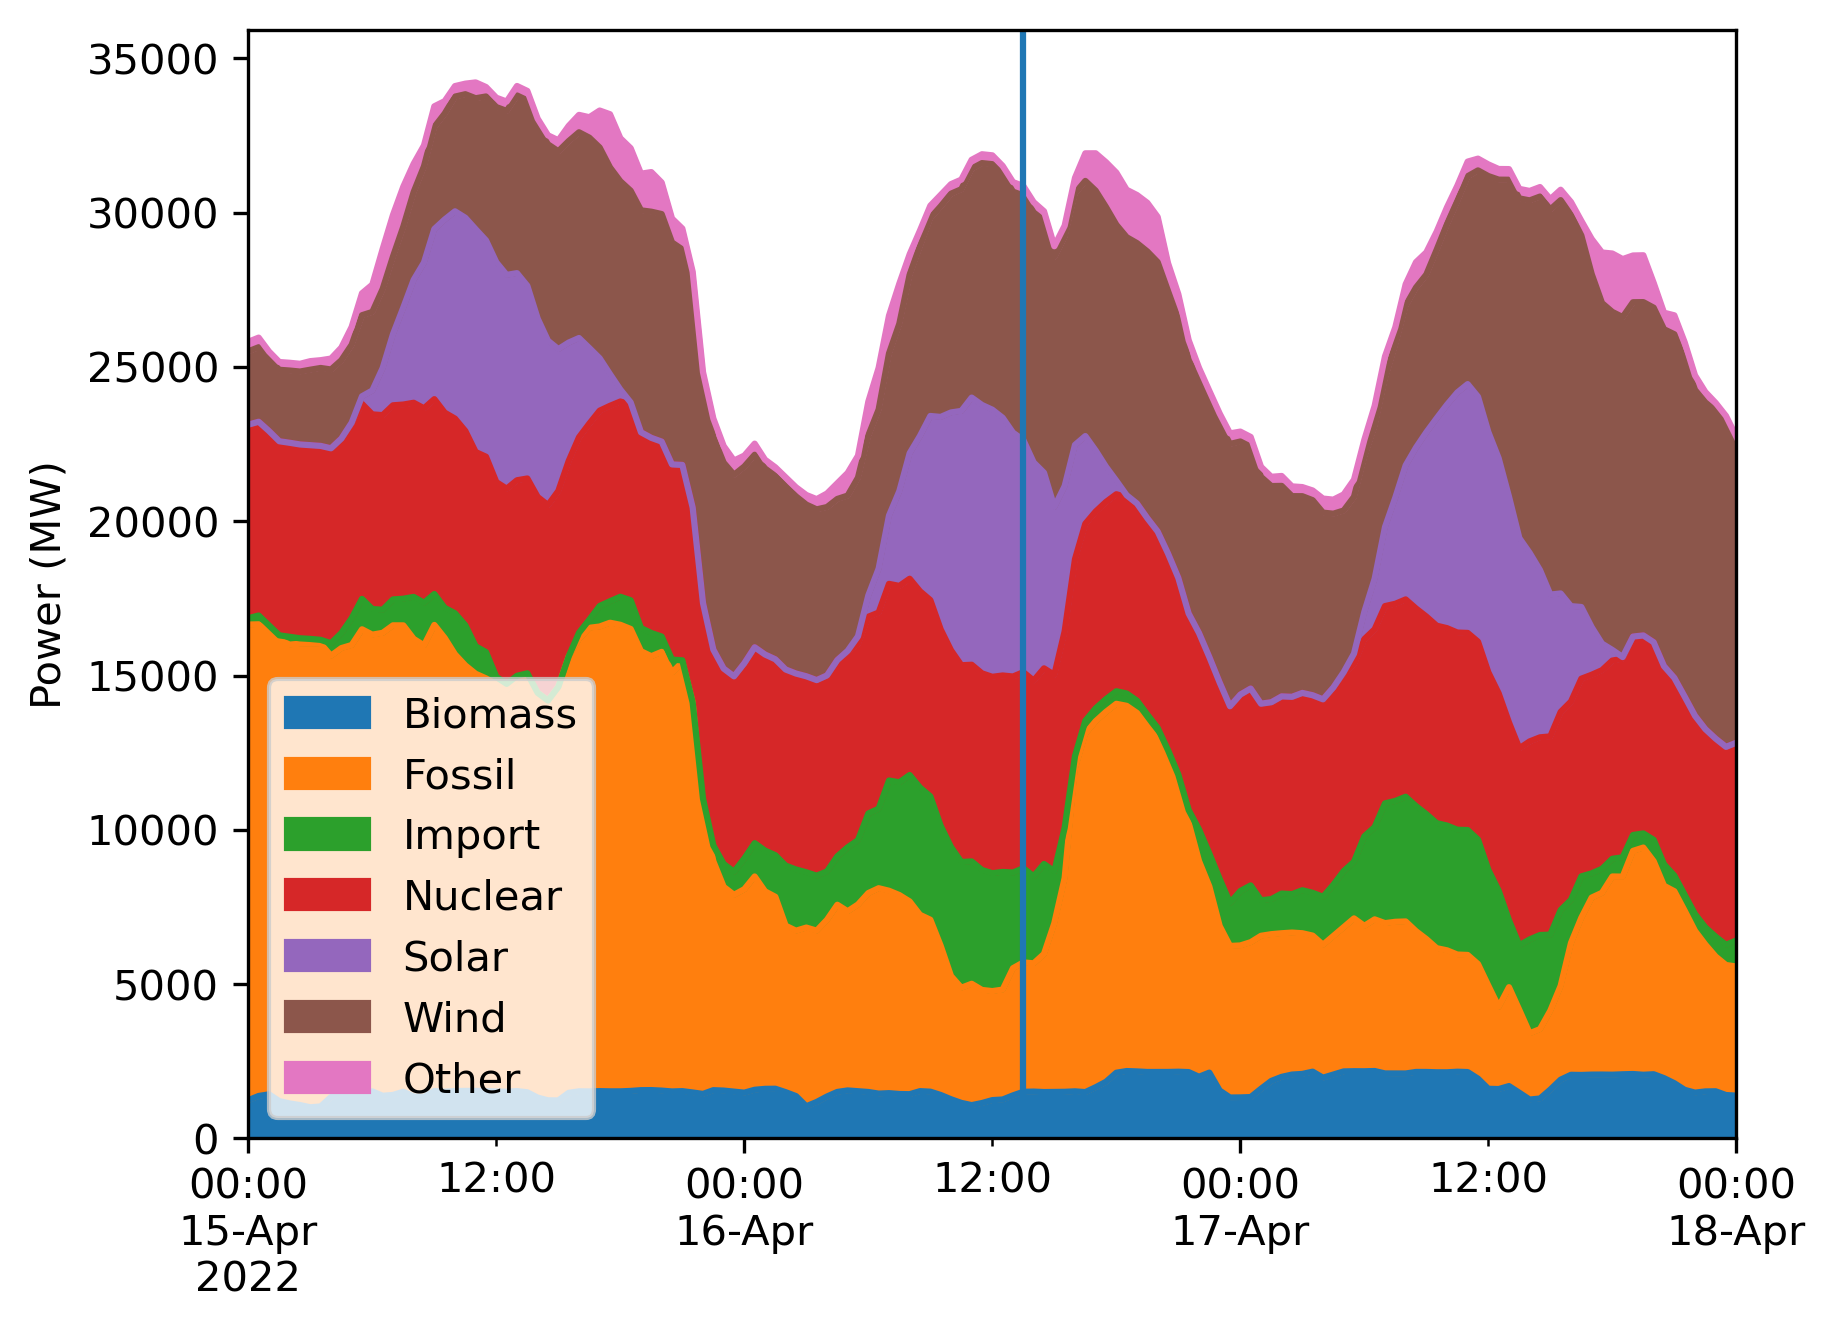 Power (MW)
35000
30000
25000
20000
15000
10000
5000
0
Biomass
Fossil
Import
Nuclear
Solar
Wind
Other
00:00 12:00 00:00 12:00 00:00 12:00 00:00
15-Apr 16-Apr 17-Apr 18-Apr
2022